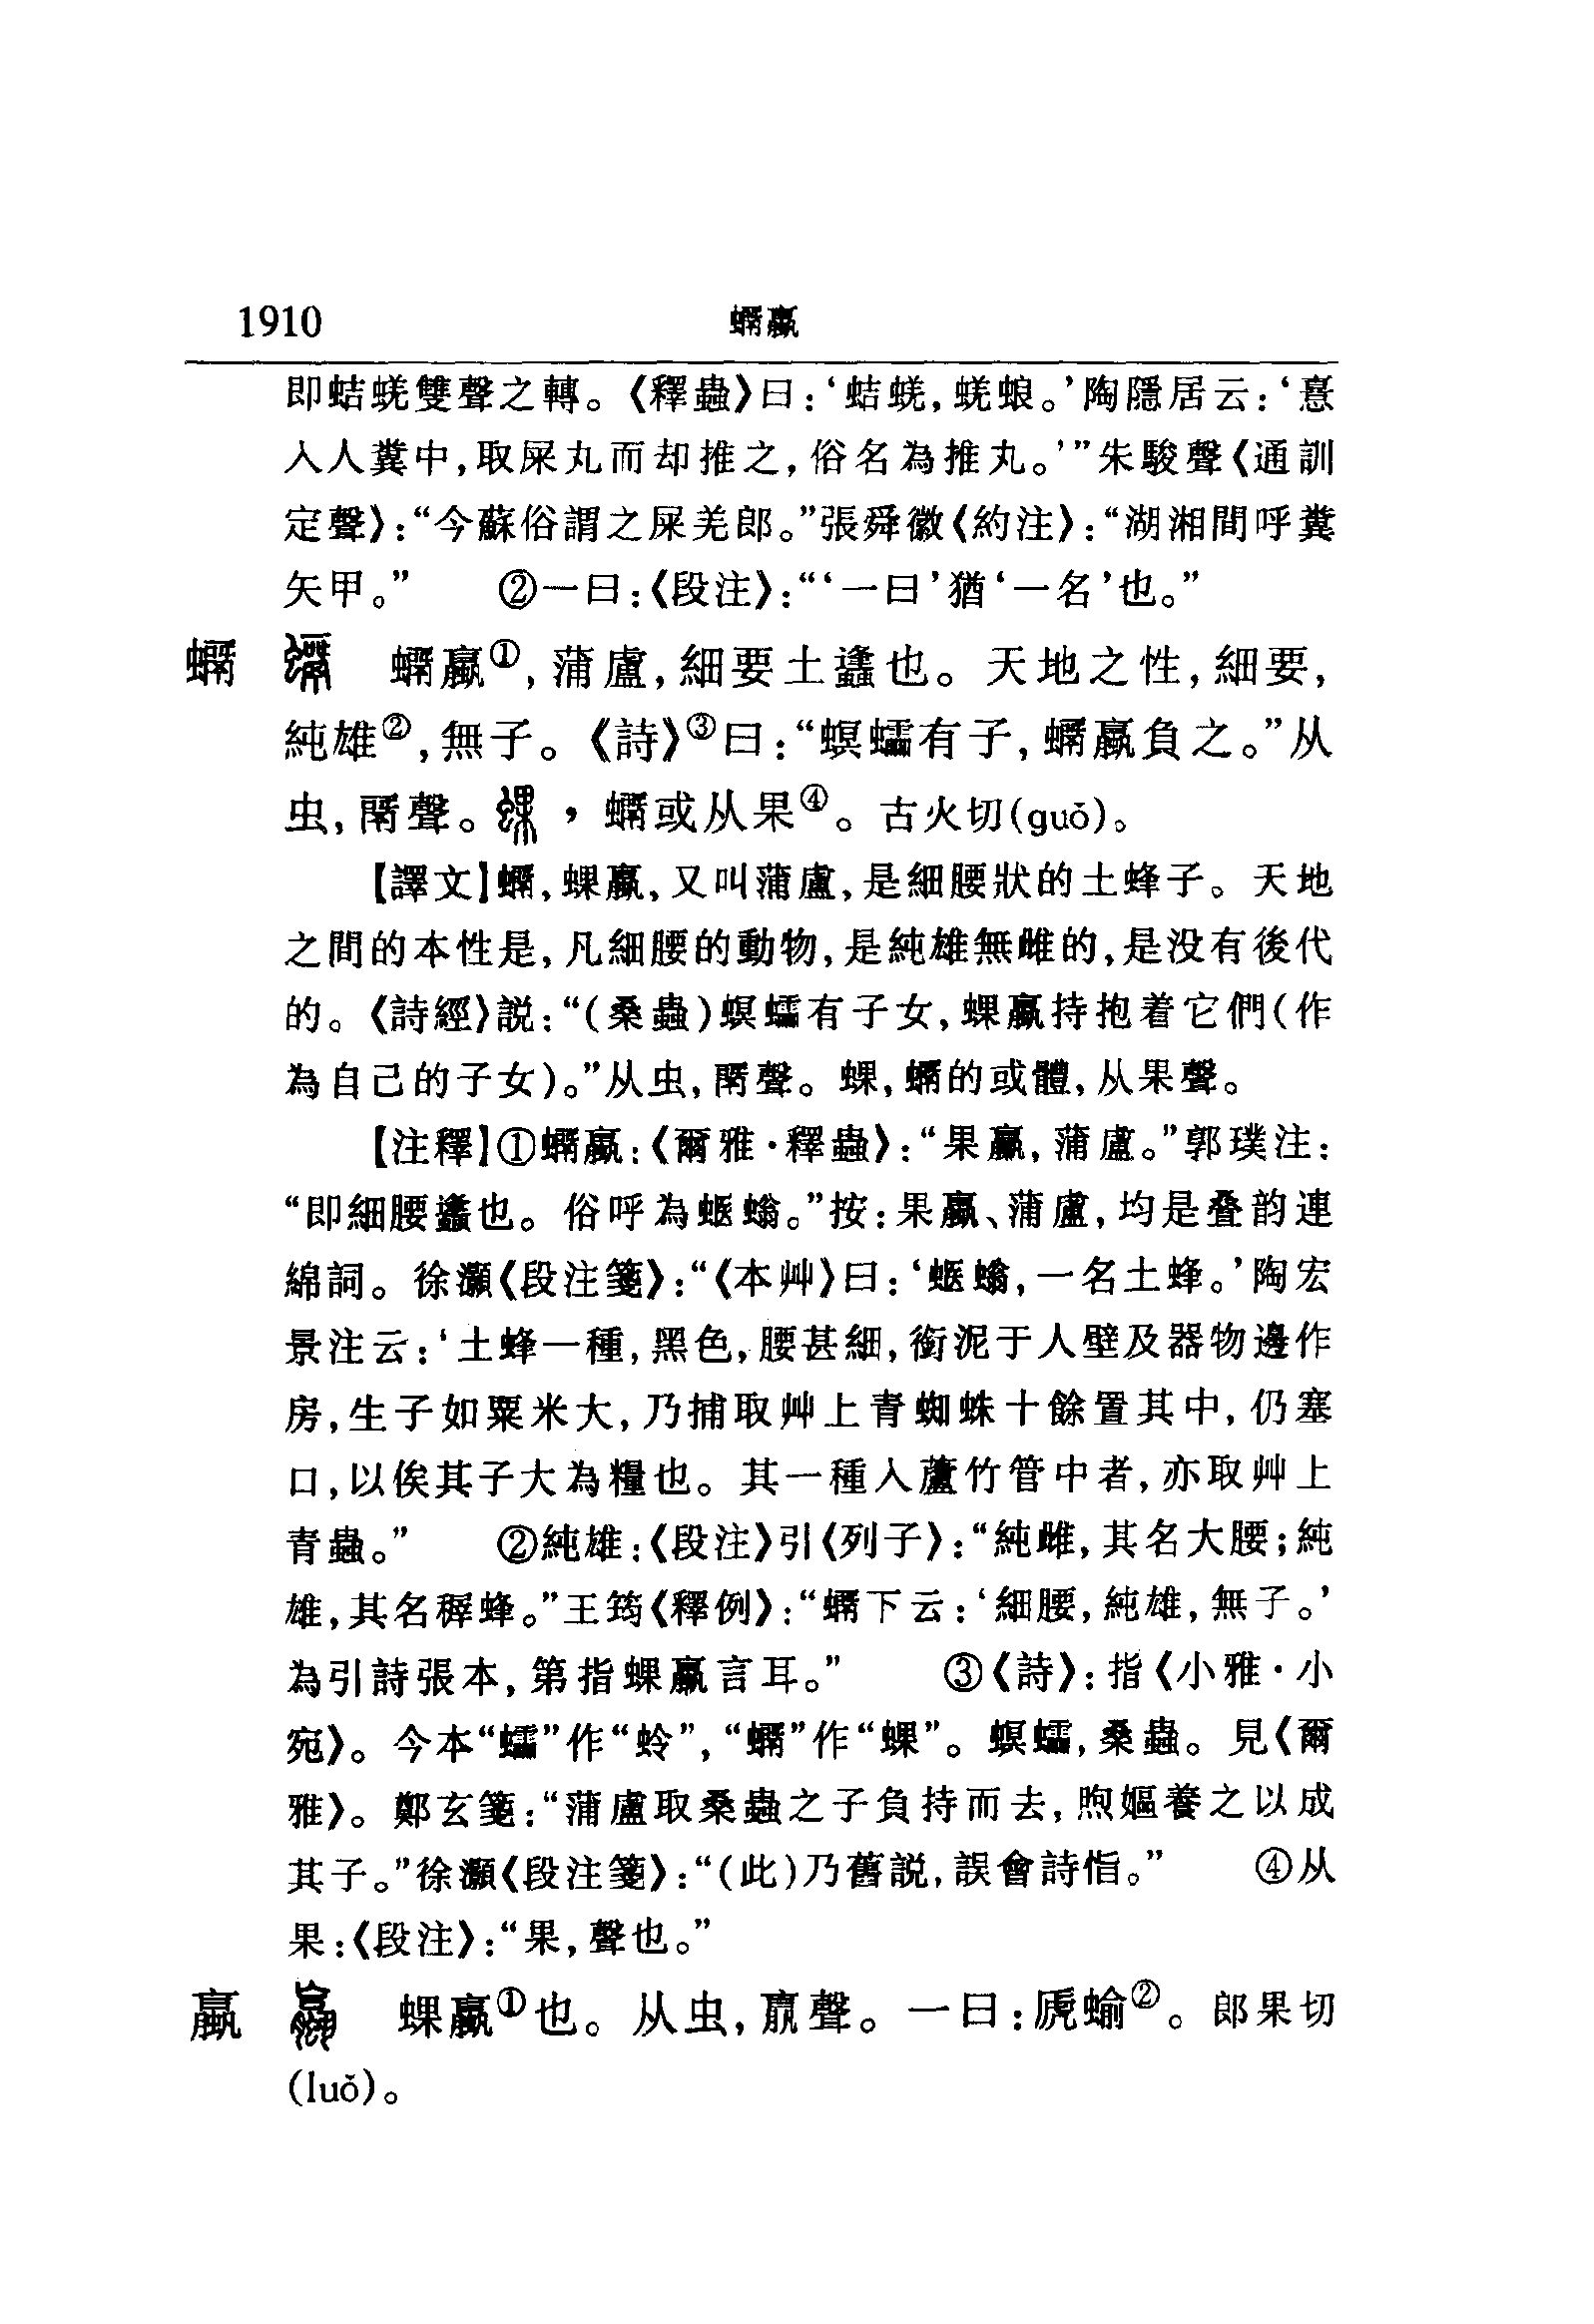 1910
蠣蠃
即蛣蜣雙聲之轉。《釋蟲》曰：‘蛣蜣，蜣蜋。’陶隱居云：‘憙
入人糞中，取屎丸而却推之，俗名為推丸。’”朱駿聲《通訓
定聲》：“今蘇俗謂之屎羌郎。”張舜徽《約注》：“湖湘間呼糞
矢甲。” ②一曰：《段注》：“‘一曰’猶‘一名’也。”
𧓏 𧓏蠃①，蒲盧，細要土蠭也。天地之性，細要，
純雄②，無子。《詩》③曰：“螟蠕有子，𧓏蠃負之。”从
虫，𠷎聲。，𧓏或从果④。古火切(guǒ)。
【譯文】𧓏，蜾蠃，又叫蒲盧，是細腰狀的土蜂子。天地
之間的本性是，凡細腰的動物，是純雄無雌的，是没有後代
的。《詩經》説：“(桑蟲)螟蠕有子女，蜾蠃持抱着它們(作
為自己的子女)。”从虫，𠷎聲。蜾，𧓏的或體，从果聲。
【注釋】①𧓏蠃：《爾雅·釋蟲》：“果蠃，蒲盧。”郭璞注：
“即細腰蠭也。俗呼為蠮螉。”按：果蠃、蒲盧，均是叠韵連
綿詞。徐灝《段注箋》：“《本艸》曰：‘蠮螉，一名土蜂。’陶宏
景注云：‘土蜂一種，黑色，腰甚細，銜泥于人壁及器物邊作
房，生子如粟米大，乃捕取艸上青蜘蛛十餘置其中，仍塞
口，以俟其子大為糧也。其一種入蘆竹管中者，亦取艸上
青蟲。” ②純雄：《段注》引《列子》：“純雌，其名大腰；純
雄，其名稺蜂。”王筠《釋例》：“𧓏下云：‘細腰，純雄，無子。’
為引詩張本，第指蜾蠃言耳。” ③《詩》：指《小雅·小
宛》。今本“蠕”作“蛉”，“𧓏”作“蜾”。螟蠕，桑蟲。見《爾
雅》。鄭玄箋：“蒲盧取桑蟲之子負持而去，煦嫗養之以成
其子。”徐灝《段注箋》：“(此)乃舊説，誤會詩恉。” ④从
果：《段注》：“果，聲也。”
蠃 蜾蠃①也。从虫，𣎆聲。一曰：虒蝓②。郎果切
(luǒ)。